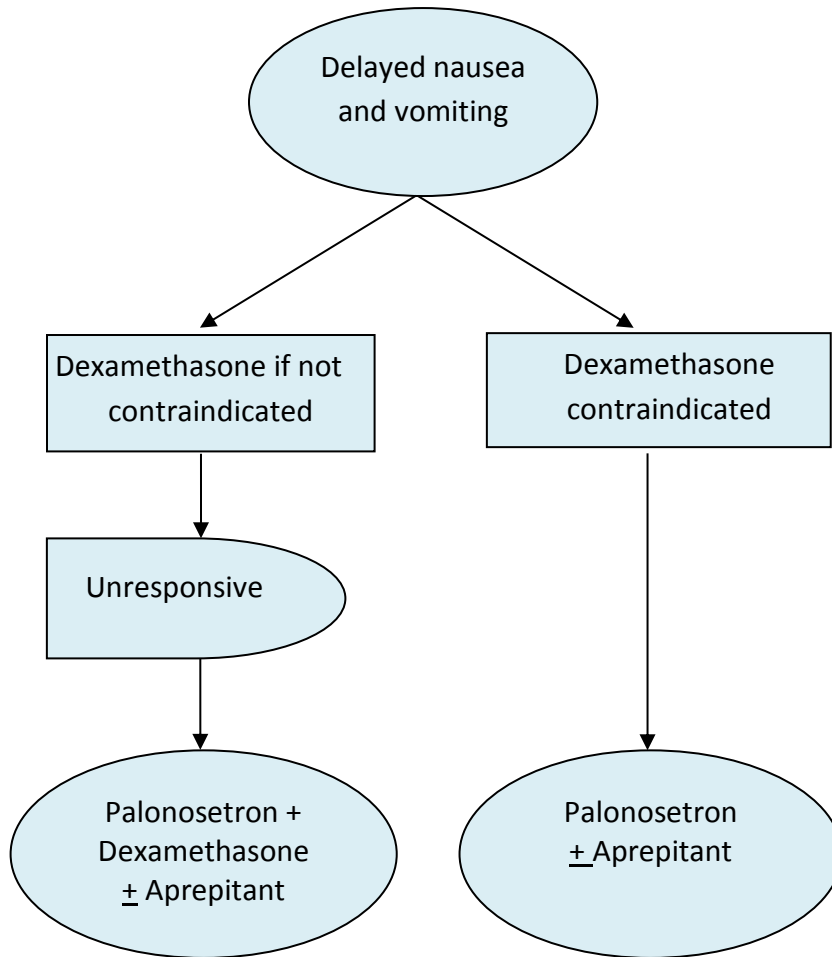 Delayed nausea
and vomiting
Dexamethasone if not
contraindicated
Dexamethasone
contraindicated
Unresponsive
Palonosetron +
Dexamethasone
± Aprepitant
Palonosetron
± Aprepitant